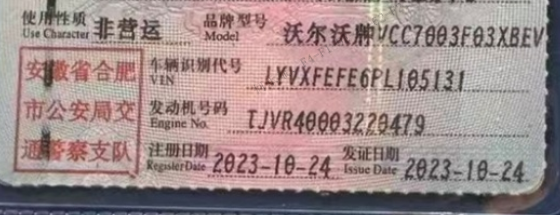 使用性质 非营运 品牌型号 沃尔沃牌VCC7003F03XBEV
Use Character Model
安徽省合肥 车辆识别代号 LYVXFEFE6PL105131
VIN
市公安局交 发动机号码 TJVR40003220479
Engine No.
通警察支队 注册日期 2023-10-24 发证日期 2023-10-24
Register Date Issue Date